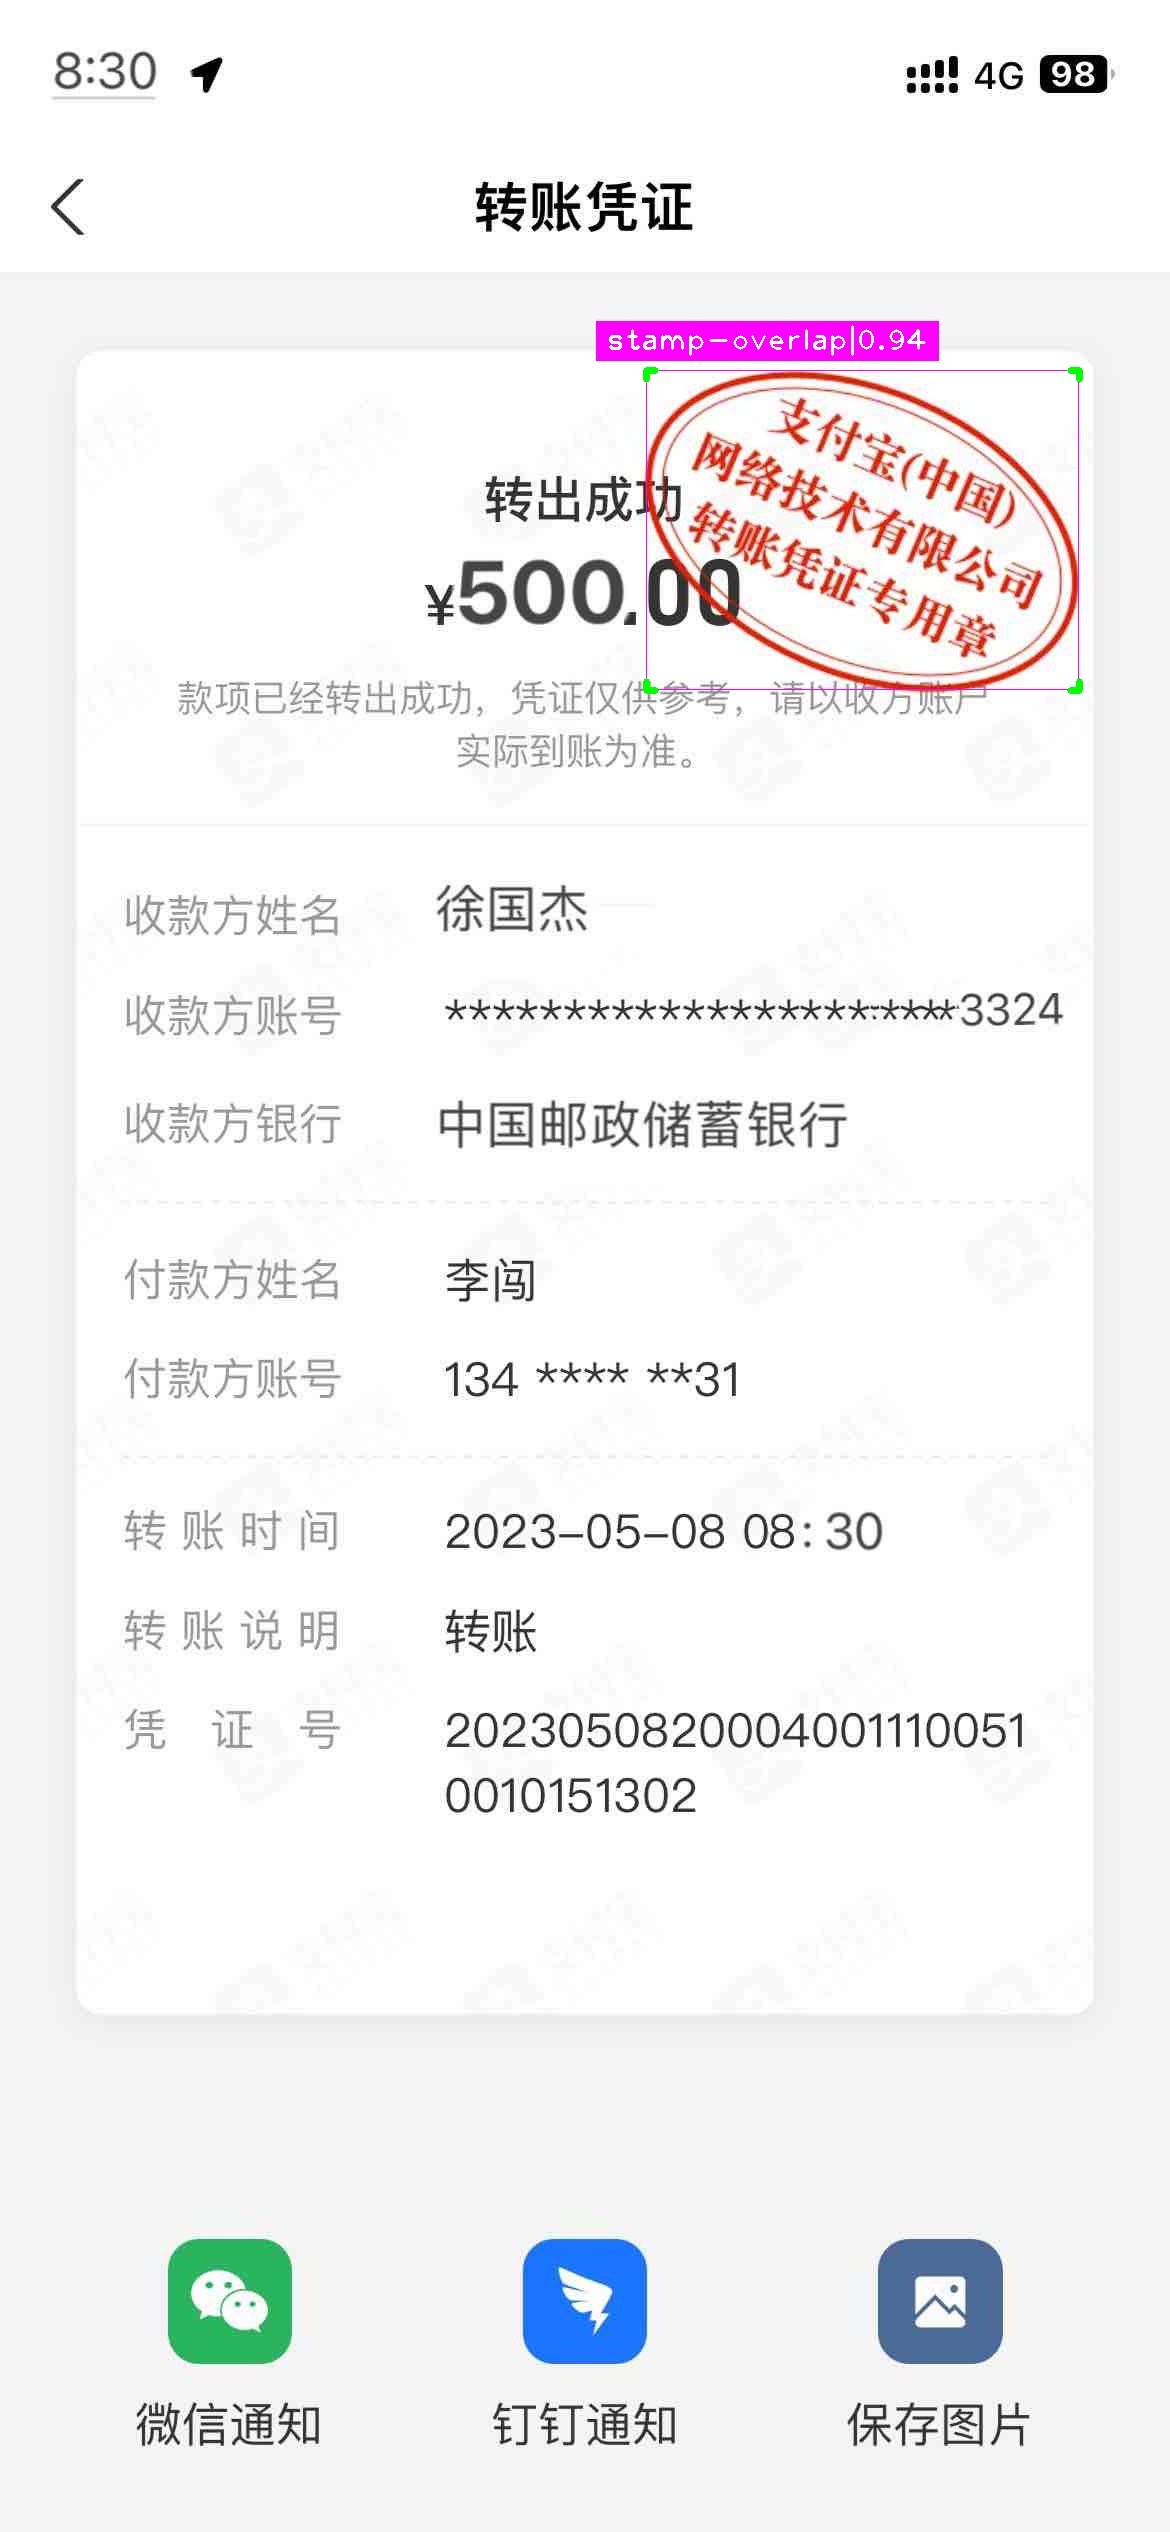 8:30 4G 98
转账凭证
stamp-overlap|0.94
支付宝(中国)
网络技术有限公司
转账凭证专用章
转出成功
¥500.00
款项已经转出成功，凭证仅供参考，请以收方账户
实际到账为准。
收款方姓名 徐国杰
收款方账号 **********************3324
收款方银行 中国邮政储蓄银行
付款方姓名 李闯
付款方账号 134 **** **31
转账时间 2023-05-08 08:30
转账说明 转账
凭证号 2023050820004001110051
0010151302
微信通知 钉钉通知 保存图片